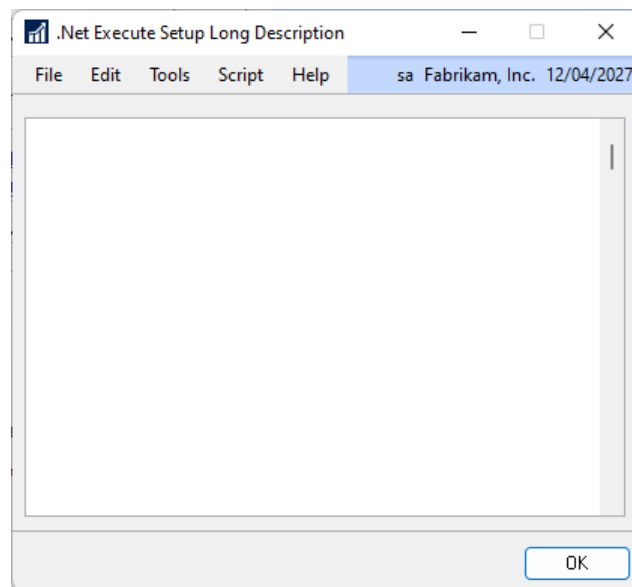 .Net Execute Setup Long Description
File Edit Tools Script Help sa Fabrikam, Inc. 12/04/2027
OK